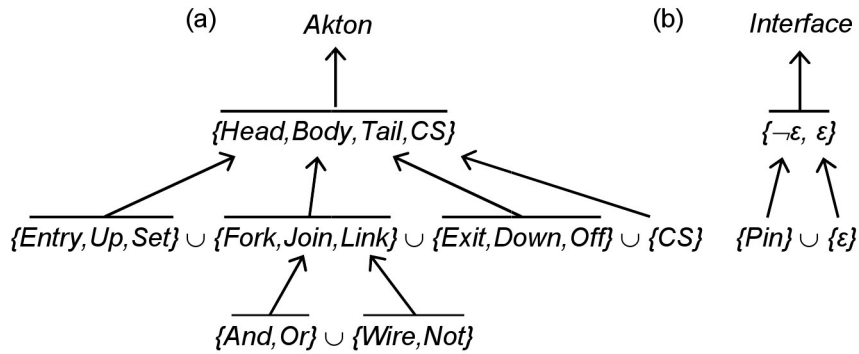 (a) Akton (b) Interface
{Head,Body,Tail,CS} {¬ε, ε}
{Entry,Up,Set} ∪ {Fork,Join,Link} ∪ {Exit,Down,Off} ∪ {CS} {Pin} ∪ {ε}
{And,Or} ∪ {Wire,Not}